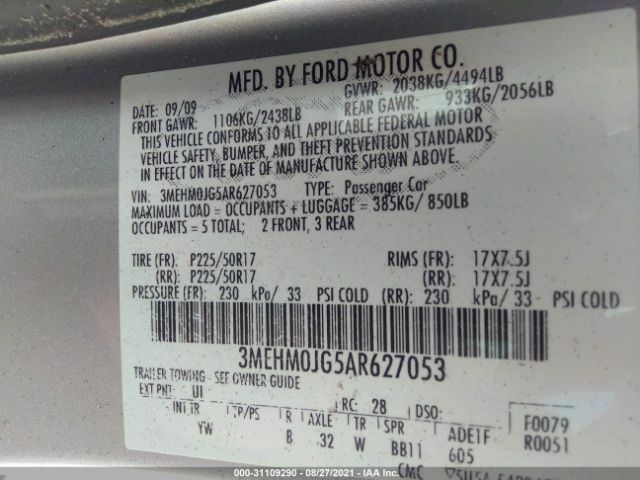 MFD. BY FORD MOTOR CO.
DATE: 09/09 GVWR: 2038KG/4494LB
FRONT GAWR: 1106KG/2438LB REAR GAWR: 933KG/2056LB
THIS VEHICLE CONFORMS TO ALL APPLICABLE FEDERAL MOTOR
VEHICLE SAFETY, BUMPER, AND THEFT PREVENTION STANDARDS
IN EFFECT ON THE DATE OF MANUFACTURE SHOWN ABOVE.
VIN: 3MEHM0JG5AR627053 TYPE: Passenger Car
MAXIMUM LOAD = OCCUPANTS + LUGGAGE = 385KG/ 850LB
OCCUPANTS = 5 TOTAL; 2 FRONT, 3 REAR
TIRE (FR): P225/50R17 RIMS (FR): 17X7.5J
(RR): P225/50R17 (RR): 17X7.5J
PRESSURE (FR): 230 kPa/ 33 PSI COLD (RR): 230 kPa/ 33 PSI COLD
3MEHM0JG5AR627053
TRAILER TOWING - SEE OWNER GUIDE
EXT PNT: UI RC: 28 DSO: F0079
INT TR TP/PS R AXLE TR SPR ADE1F R0051
YW B 32 W BB11 605
CMC
000-31109290 - 08/27/2021 - IAA Inc.